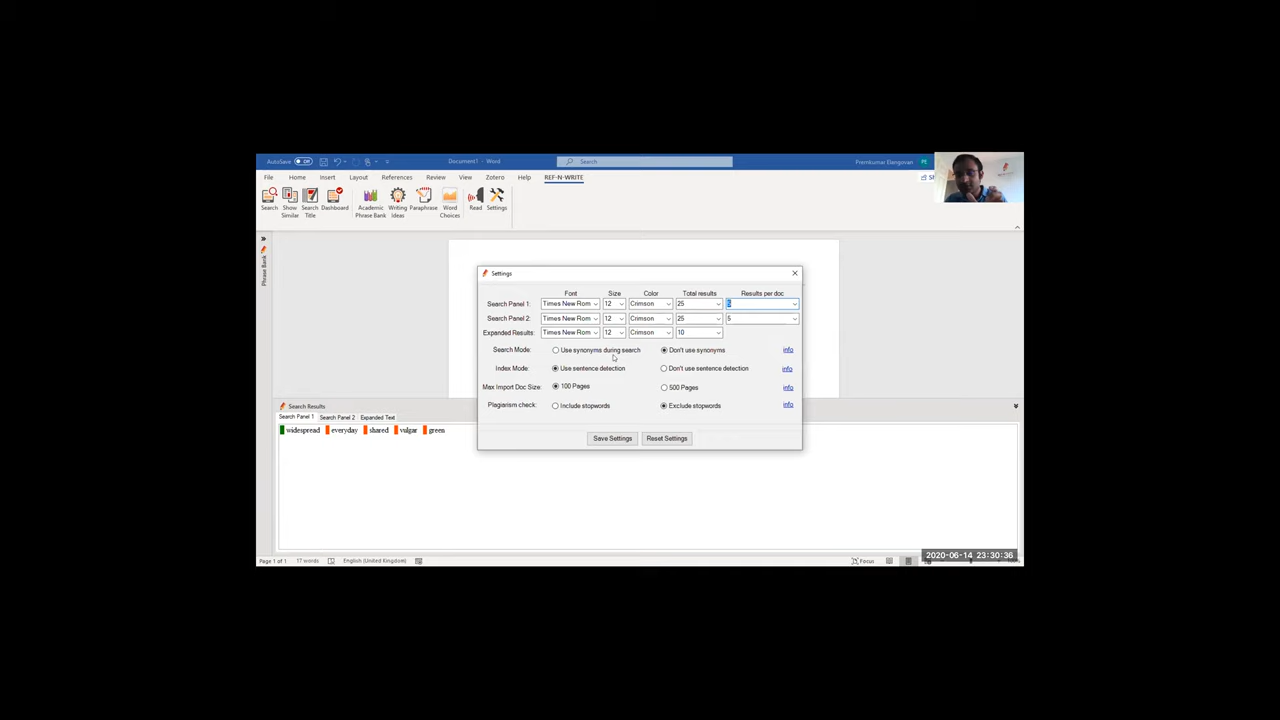 AutoSave Off Document1 - Word Search Premkumar Elangovan PE
File Home Insert Layout References Review View Zotero Help REF-N-WRITE Sh
Search Show Similar Search Title Dashboard Academic Phrase Bank Writing Ideas Paraphrase Word Choices Read Settings
Phrase Bank
Settings
Font Size Color Total results Results per doc
Search Panel 1: Times New Rom 12 Crimson 25 5
Search Panel 2: Times New Rom 12 Crimson 25 5
Expanded Results: Times New Rom 12 Crimson 10
Search Mode: Use synonyms during search Don't use synonyms info
Index Mode: Use sentence detection Don't use sentence detection info
Max Import Doc Size: 100 Pages 500 Pages info
Plagiarism check: Include stopwords Exclude stopwords info
Save Settings Reset Settings
Search Results
Search Panel 1 Search Panel 2 Expanded Text
widespread everyday shared vulgar green
2020-06-14 23:30:36
Page 1 of 1 17 words English (United Kingdom) Focus